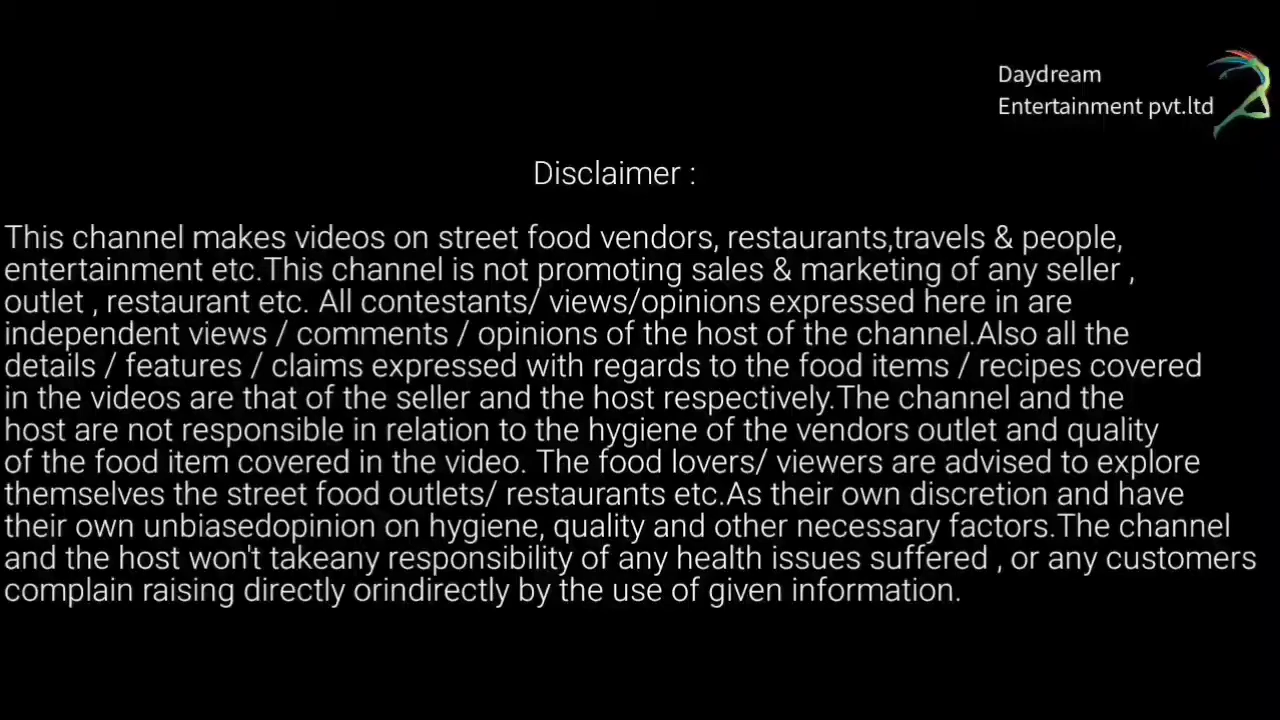 Daydream
Entertainment pvt.ltd
Disclaimer :
This channel makes videos on street food vendors, restaurants,travels & people,
entertainment etc.This channel is not promoting sales & marketing of any seller ,
outlet , restaurant etc. All contestants/ views/opinions expressed here in are
independent views / comments / opinions of the host of the channel.Also all the
details / features / claims expressed with regards to the food items / recipes covered
in the videos are that of the seller and the host respectively.The channel and the
host are not responsible in relation to the hygiene of the vendors outlet and quality
of the food item covered in the video. The food lovers/ viewers are advised to explore
themselves the street food outlets/ restaurants etc.As their own discretion and have
their own unbiasedopinion on hygiene, quality and other necessary factors.The channel
and the host won't takeany responsibility of any health issues suffered , or any customers
complain raising directly orindirectly by the use of given information.